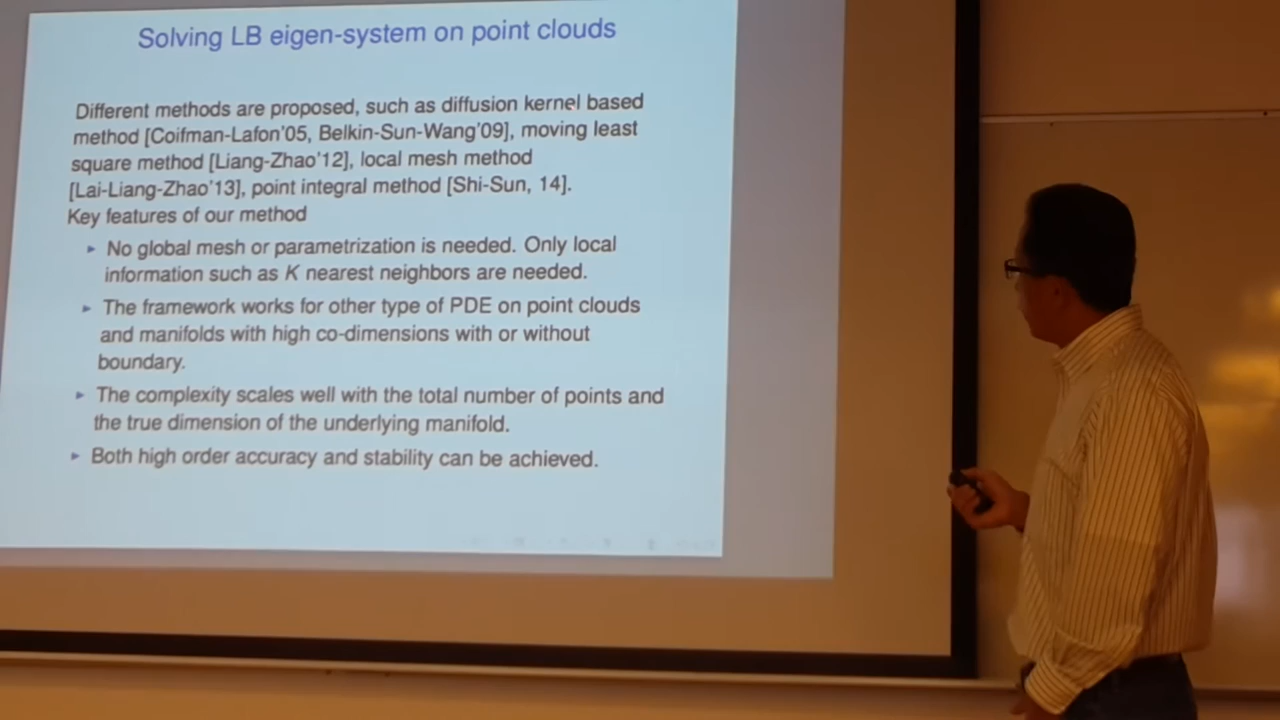 Solving LB eigen-system on point clouds
Different methods are proposed, such as diffusion kernel based
method [Coifman-Lafon'05, Belkin-Sun-Wang'09], moving least
square method [Liang-Zhao'12], local mesh method
[Lai-Liang-Zhao'13], point integral method [Shi-Sun, 14].
Key features of our method
► No global mesh or parametrization is needed. Only local
information such as K nearest neighbors are needed.
► The framework works for other type of PDE on point clouds
and manifolds with high co-dimensions with or without
boundary.
► The complexity scales well with the total number of points and
the true dimension of the underlying manifold.
► Both high order accuracy and stability can be achieved.